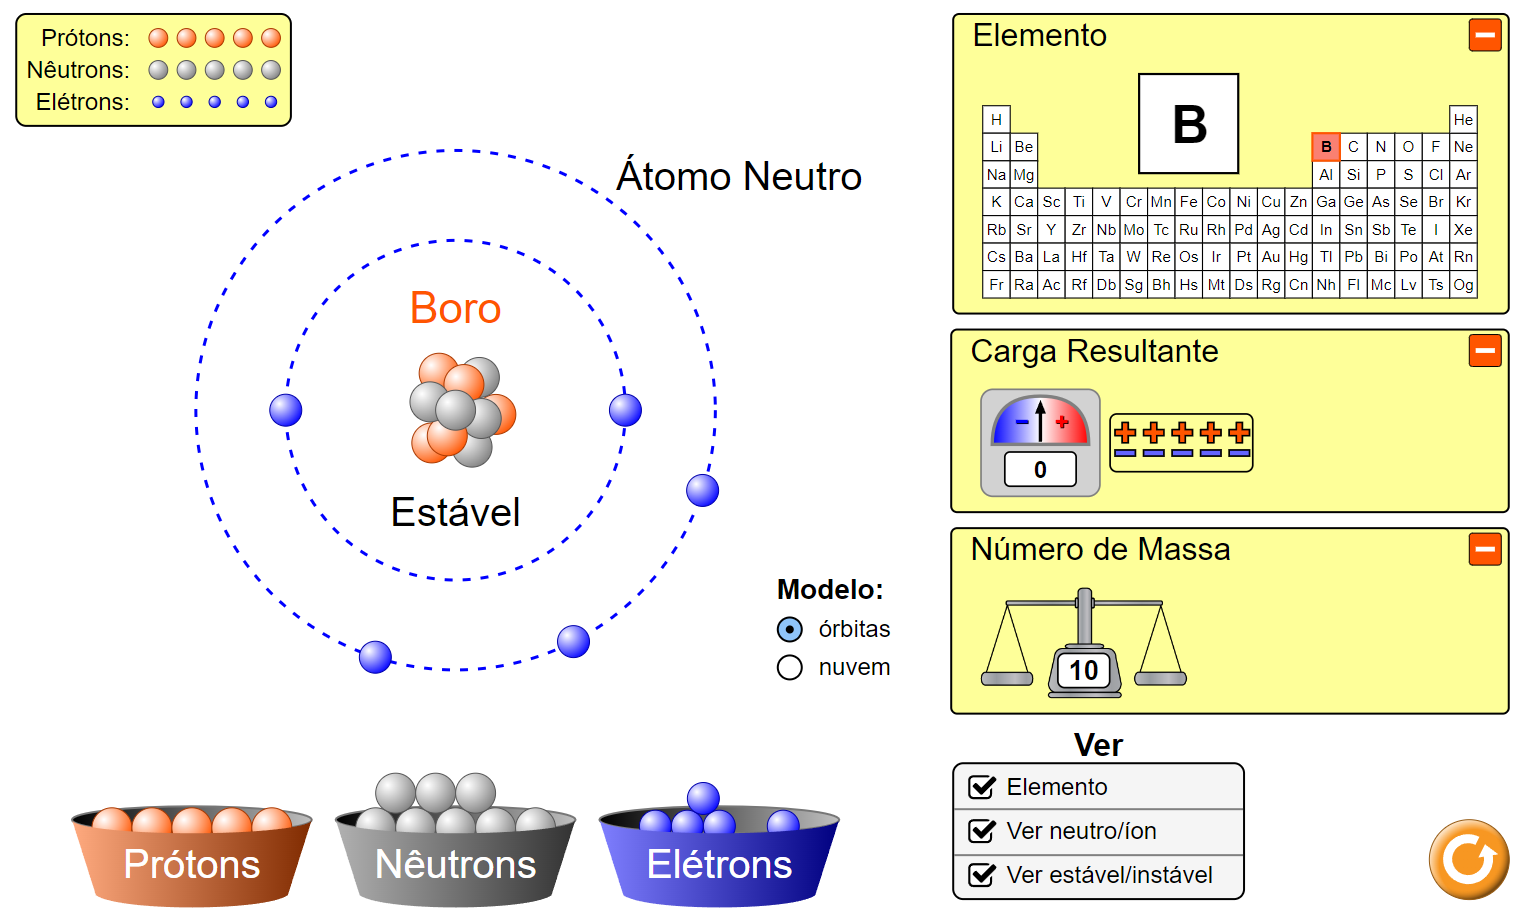 Prótons:
Nêutrons:
Elétrons:
Átomo Neutro
Boro
Estável
Modelo:
órbitas
nuvem
Prótons
Nêutrons
Elétrons
Elemento
B
H He
Li Be B C N O F Ne
Na Mg Al Si P S Cl Ar
K Ca Sc Ti V Cr Mn Fe Co Ni Cu Zn Ga Ge As Se Br Kr
Rb Sr Y Zr Nb Mo Tc Ru Rh Pd Ag Cd In Sn Sb Te I Xe
Cs Ba La Hf Ta W Re Os Ir Pt Au Hg Tl Pb Bi Po At Rn
Fr Ra Ac Rf Db Sg Bh Hs Mt Ds Rg Cn Nh Fl Mc Lv Ts Og
Carga Resultante
− +
0
+ + + + +
− − − − −
Número de Massa
10
Ver
Elemento
Ver neutro/íon
Ver estável/instável